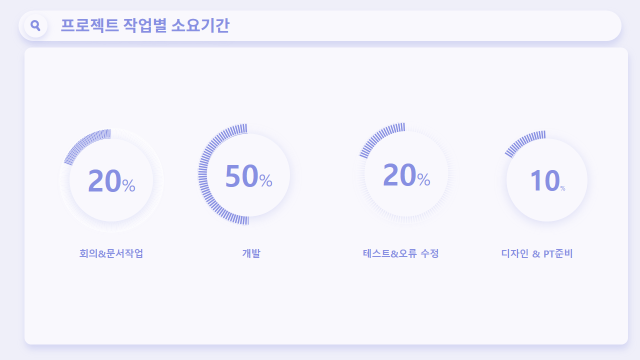 프로젝트 작업별 소요기간
20%
50%
20%
10%
회의&문서작업
개발
테스트&오류 수정
디자인 & PT준비